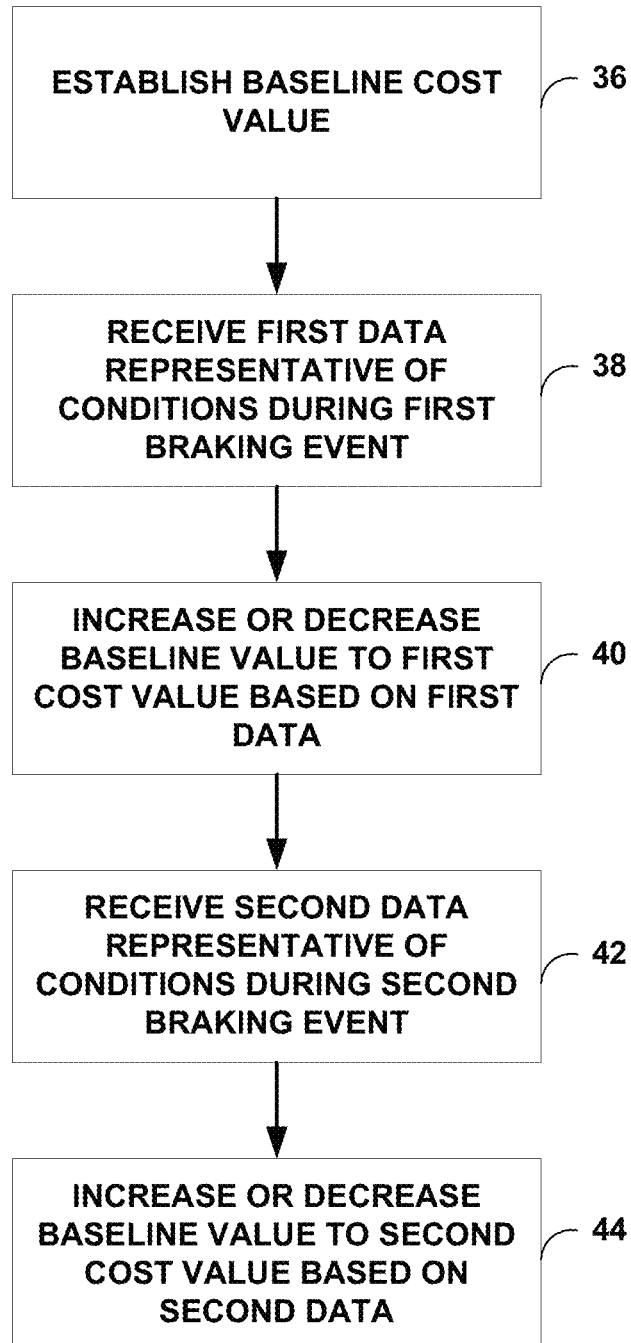 ESTABLISH BASELINE COST
VALUE
36
RECEIVE FIRST DATA
REPRESENTATIVE OF
CONDITIONS DURING FIRST
BRAKING EVENT
38
INCREASE OR DECREASE
BASELINE VALUE TO FIRST
COST VALUE BASED ON FIRST
DATA
40
RECEIVE SECOND DATA
REPRESENTATIVE OF
CONDITIONS DURING SECOND
BRAKING EVENT
42
INCREASE OR DECREASE
BASELINE VALUE TO SECOND
COST VALUE BASED ON
SECOND DATA
44